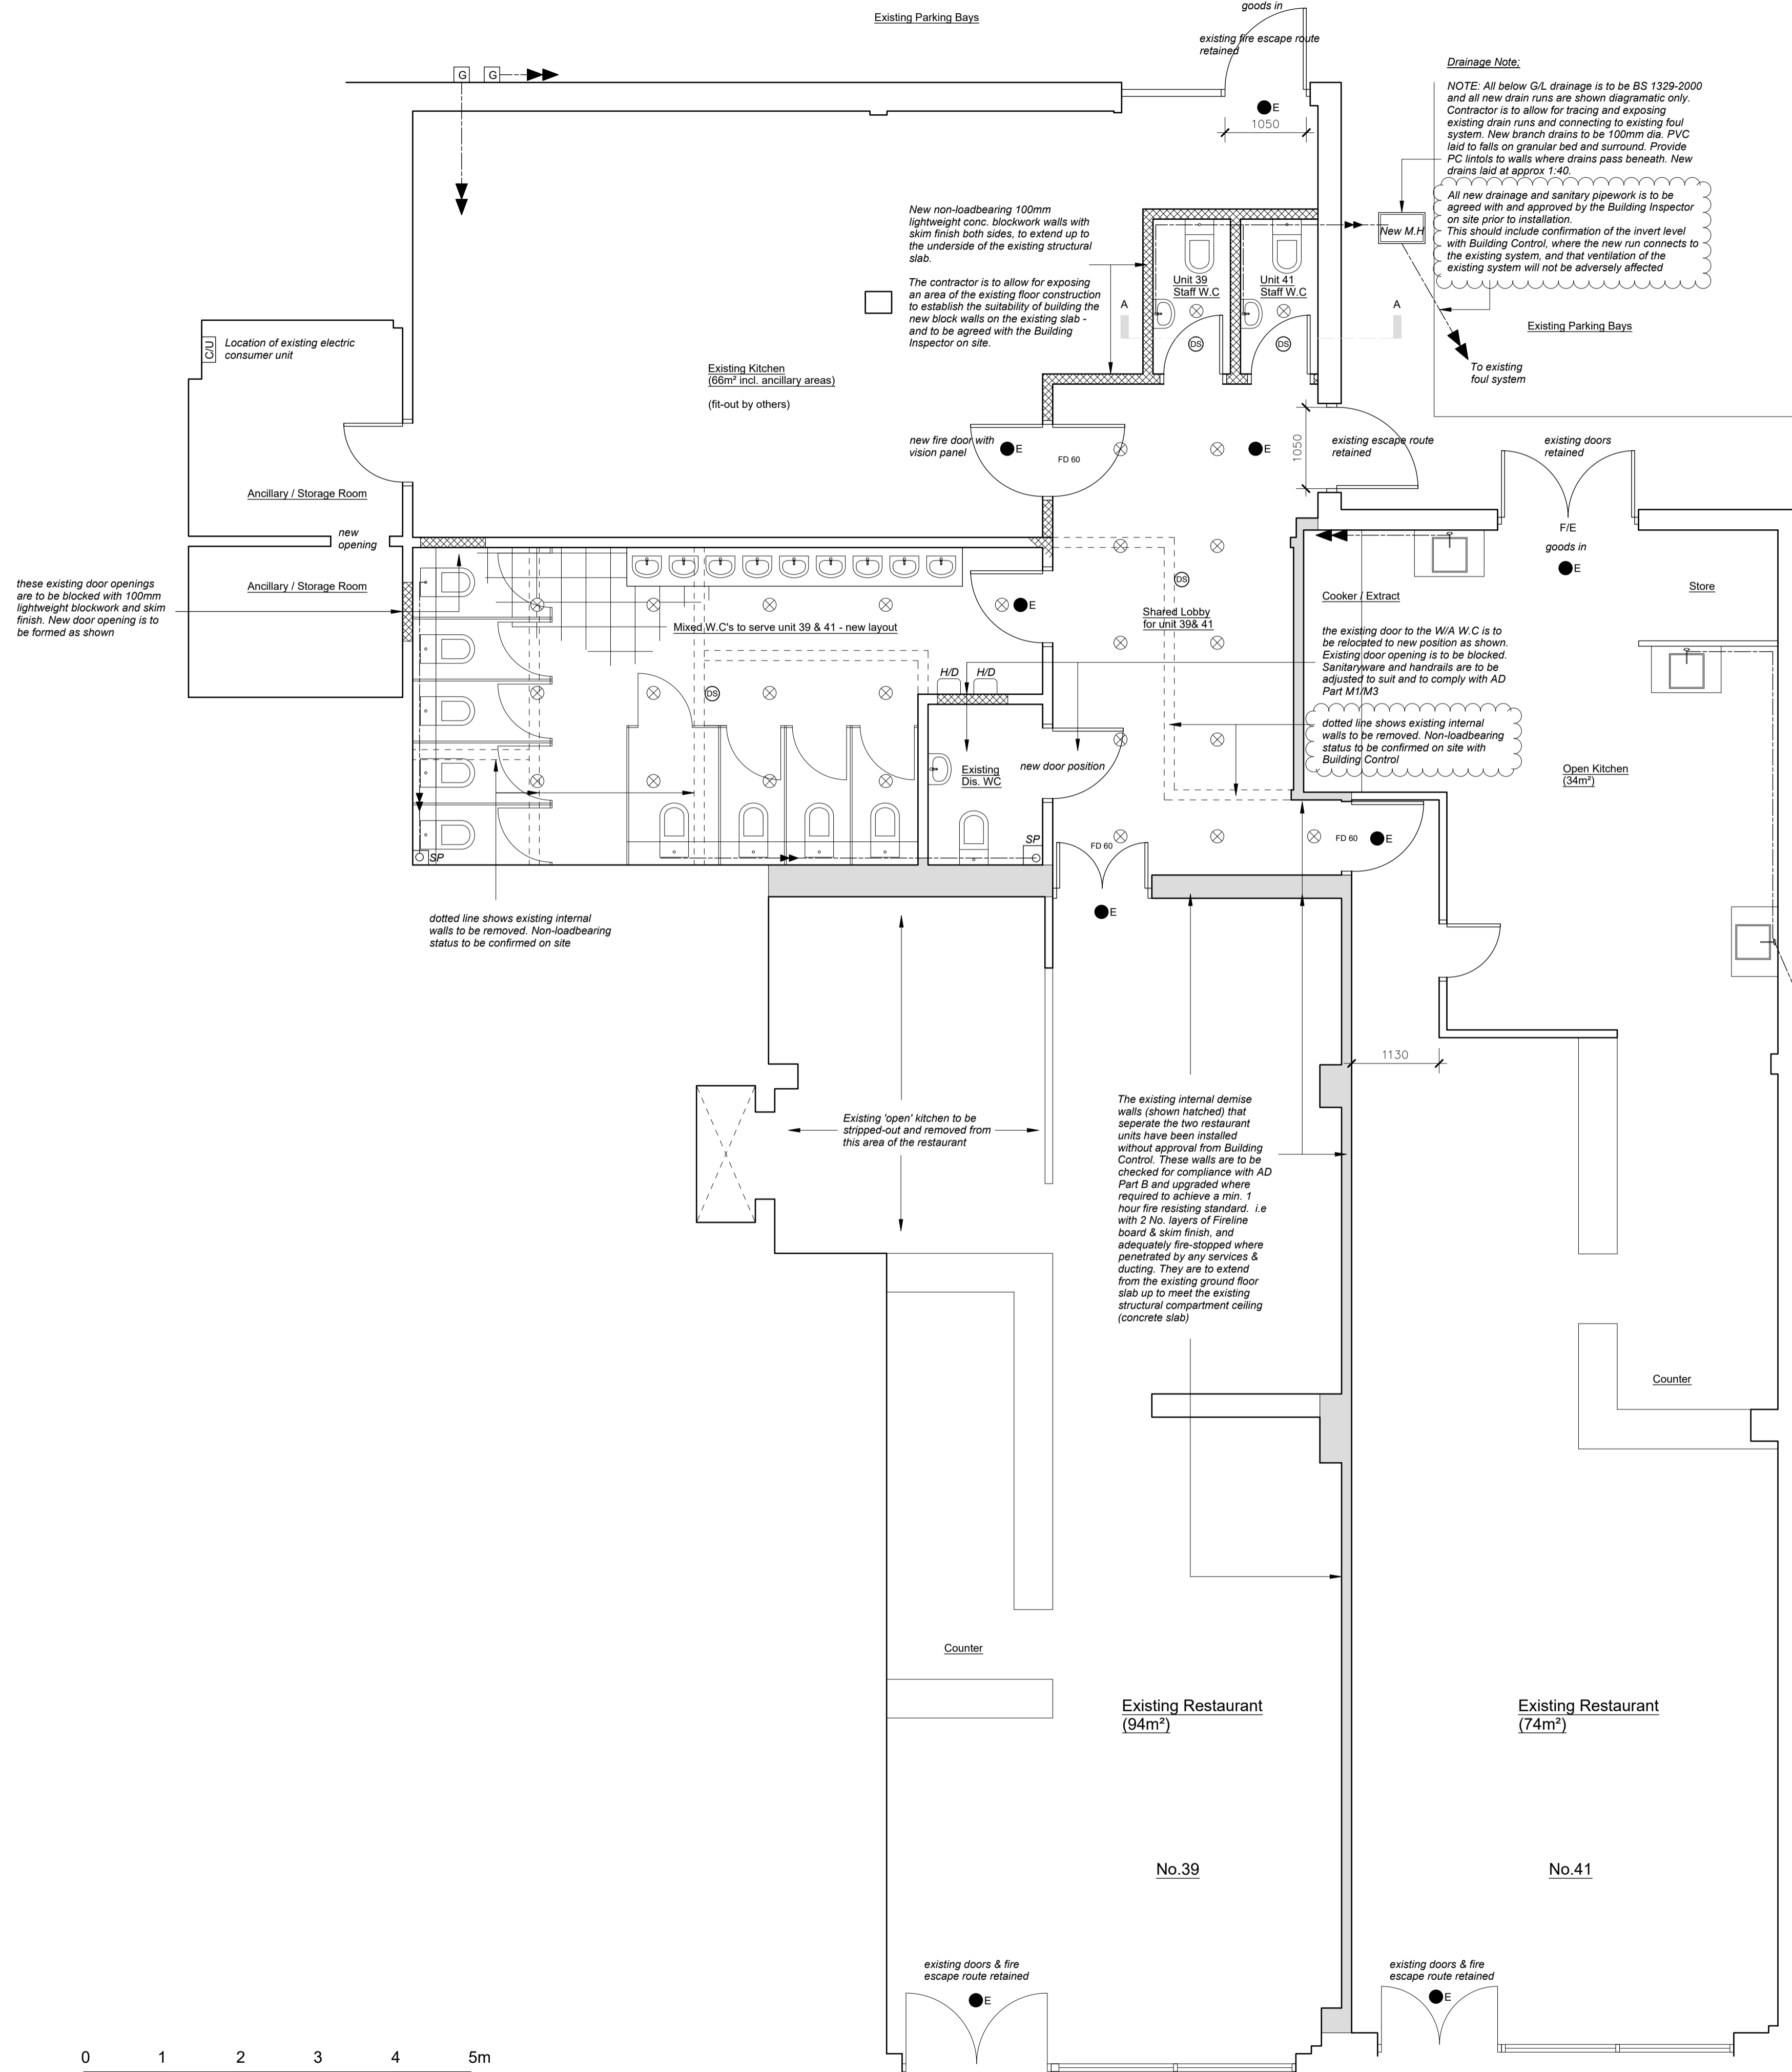 goods in
Existing Parking Bays
existing fire escape route
retained
G
G
E
1050
Drainage Note;
NOTE: All below G/L drainage is to be BS 1329-2000
and all new drain runs are shown diagramatic only.
Contractor is to allow for tracing and exposing
existing drain runs and connecting to existing foul
system. New branch drains to be 100mm dia. PVC
laid to falls on granular bed and surround. Provide
PC lintols to walls where drains pass beneath. New
drains laid at approx 1:40.
All new drainage and sanitary pipework is to be
agreed with and approved by the Building Inspector
on site prior to installation.
This should include confirmation of the invert level
with Building Control, where the new run connects to
the existing system, and that ventilation of the
existing system will not be adversely affected
New M.H
Existing Parking Bays
To existing
foul system
New non-loadbearing 100mm
lightweight conc. blockwork walls with
skim finish both sides, to extend up to
the underside of the existing structural
slab.
The contractor is to allow for exposing
an area of the existing floor construction
to establish the suitability of building the
new block walls on the existing slab -
and to be agreed with the Building
Inspector on site.
Unit 39
Staff W.C
Unit 41
Staff W.C
A
A
DS
DS
C/U
Location of existing electric
consumer unit
Existing Kitchen
(66m² incl. ancillary areas)
(fit-out by others)
new fire door with
vision panel
E
FD 60
E
1050
existing escape route
retained
existing doors
retained
F/E
goods in
E
Ancillary / Storage Room
new
opening
Ancillary / Storage Room
these existing door openings
are to be blocked with 100mm
lightweight blockwork and skim
finish. New door opening is to
be formed as shown
Mixed W.C's to serve unit 39 & 41 - new layout
E
DS
Shared Lobby
for unit 39& 41
Cooker / Extract
Store
the existing door to the W/A W.C is to
be relocated to new position as shown.
Existing door opening is to be blocked.
Sanitaryware and handrails are to be
adjusted to suit and to comply with AD
Part M1/M3
dotted line shows existing internal
walls to be removed. Non-loadbearing
status to be confirmed on site with
Building Control
H/D
H/D
DS
Existing
Dis. WC
new door position
Open Kitchen
(34m²)
SP
SP
FD 60
FD 60
E
E
dotted line shows existing internal
walls to be removed. Non-loadbearing
status to be confirmed on site
1130
Existing 'open' kitchen to be
stripped-out and removed from
this area of the restaurant
The existing internal demise
walls (shown hatched) that
seperate the two restaurant
units have been installed
without approval from Building
Control. These walls are to be
checked for compliance with AD
Part B and upgraded where
required to achieve a min. 1
hour fire resisting standard. i.e
with 2 No. layers of Fireline
board & skim finish, and
adequately fire-stopped where
penetrated by any services &
ducting. They are to extend
from the existing ground floor
slab up to meet the existing
structural compartment ceiling
(concrete slab)
Counter
Counter
Existing Restaurant
(94m²)
Existing Restaurant
(74m²)
No.39
No.41
existing doors & fire
escape route retained
E
existing doors & fire
escape route retained
E
0 1 2 3 4 5m